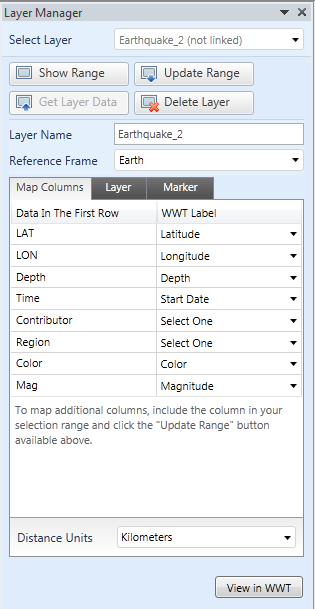 Layer Manager
Select Layer Earthquake_2 (not linked)
Show Range Update Range
Get Layer Data Delete Layer
Layer Name Earthquake_2
Reference Frame Earth
Map Columns Layer Marker
Data In The First Row WWT Label
LAT Latitude
LON Longitude
Depth Depth
Time Start Date
Contributor Select One
Region Select One
Color Color
Mag Magnitude
To map additional columns, include the column in your
selection range and click the "Update Range" button
available above.
Distance Units Kilometers
View in WWT